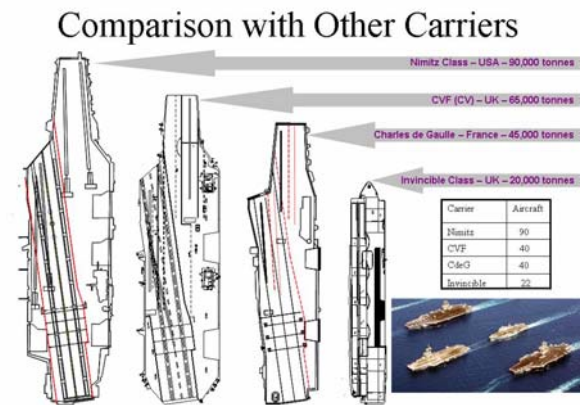 Comparison with Other Carriers
Nimitz Class – USA – 90,000 tonnes
CVF (CV) – UK – 65,000 tonnes
Charles de Gaulle – France – 45,000 tonnes
Invincible Class – UK – 20,000 tonnes
Carrier Aircraft
Nimitz 90
CVF 40
CdeG 40
Invincible 22